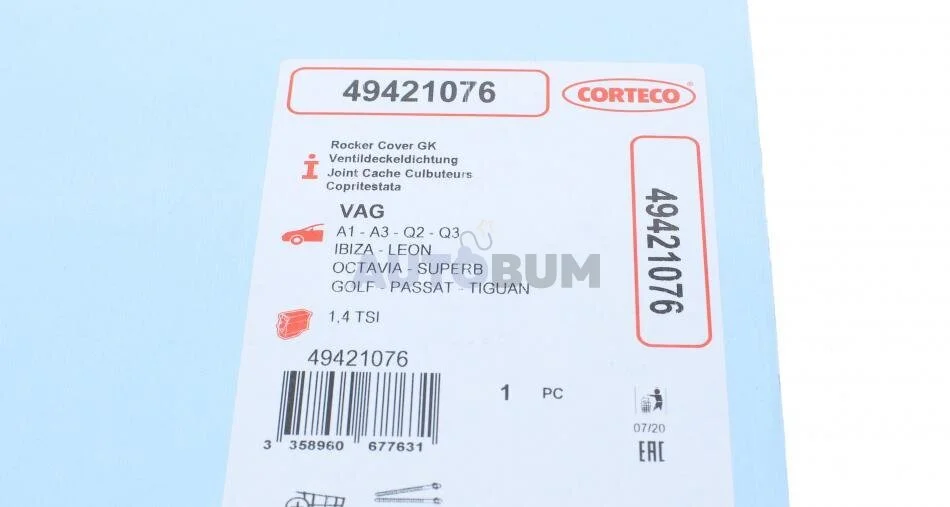 49421076
CORTECO
Rocker Cover GK
Ventildeckeldichtung
Joint Cache Culbuteurs
Copritestata
49421076
VAG
A1 - A3 - Q2 - Q3
IBIZA - LEON
OCTAVIA - SUPERB
GOLF - PASSAT - TIGUAN
AUTOBUM
1,4 TSI
49421076
1 PC
3 358960 677631
07/20
EAC